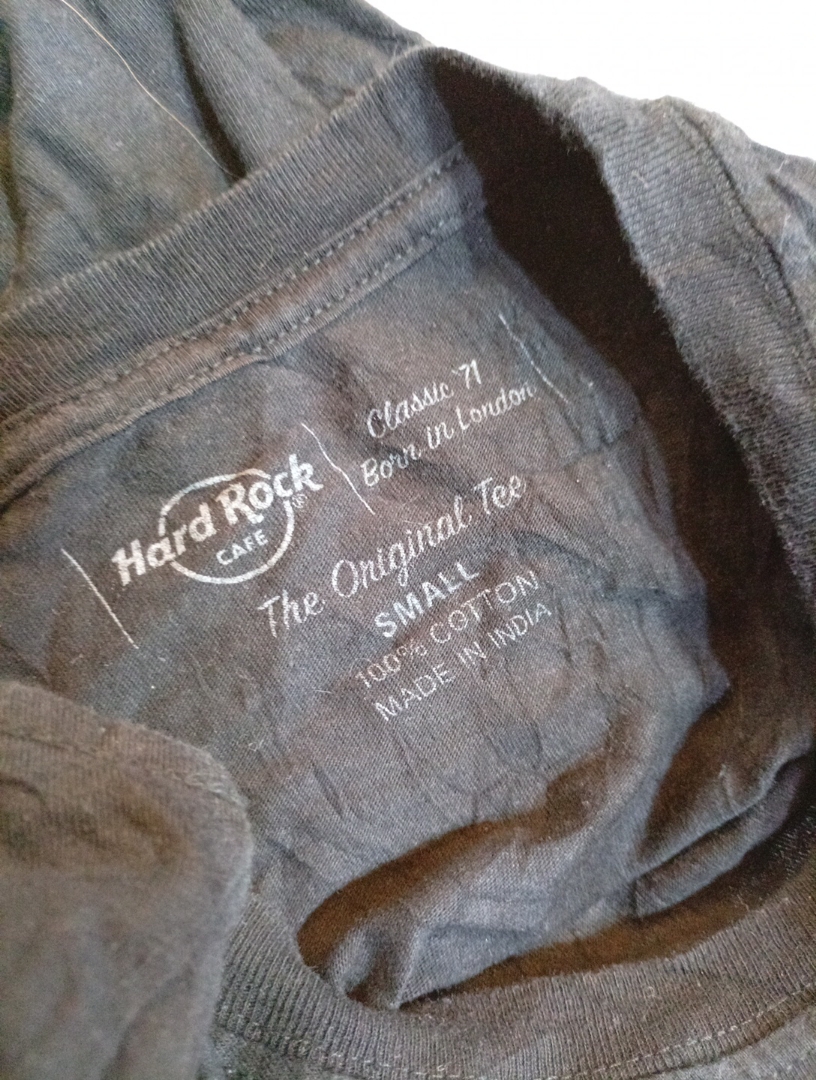 Hard Rock®
CAFE
Classic '71
Born in London
The Original Tee
SMALL
100% COTTON
MADE IN INDIA